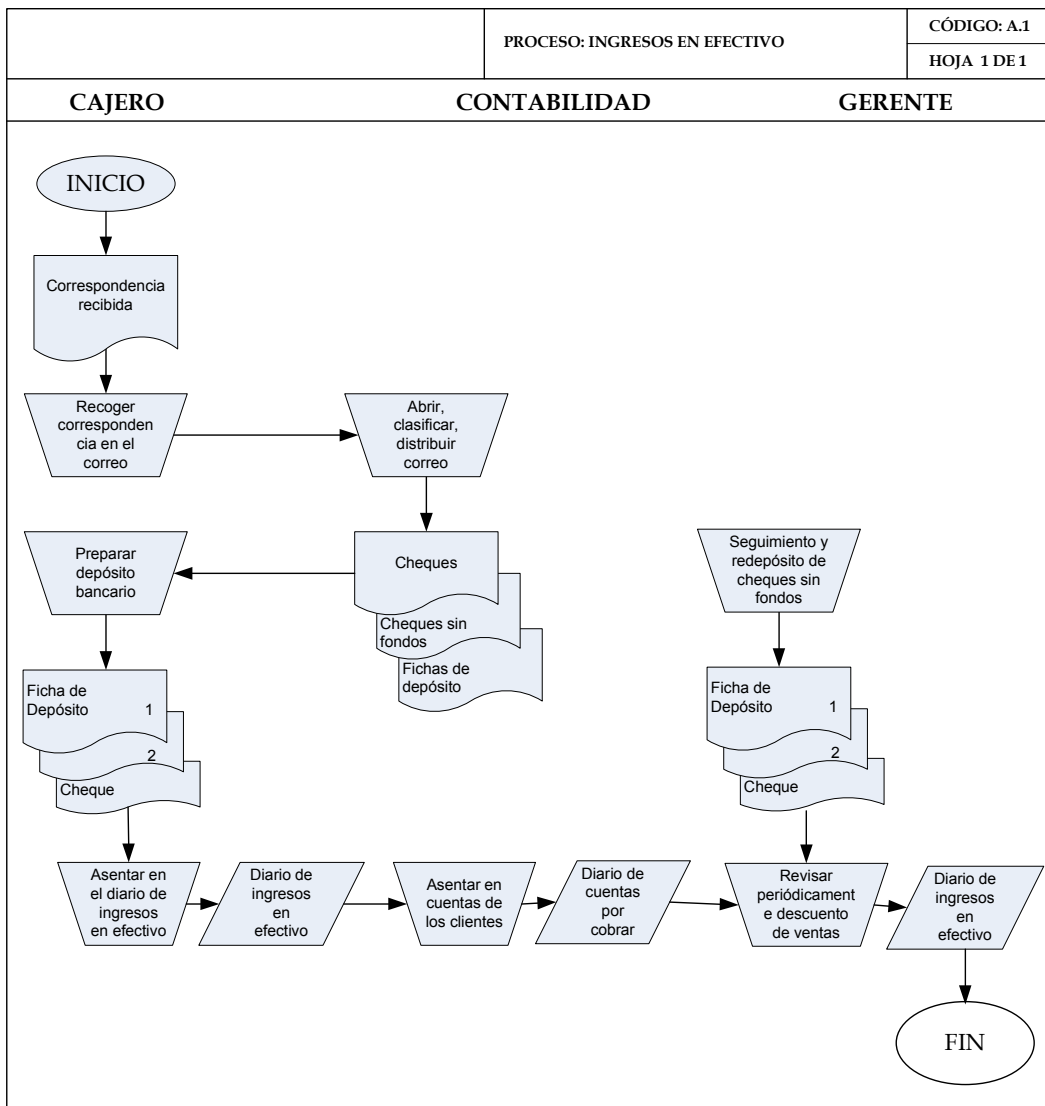 PROCESO: INGRESOS EN EFECTIVO
CÓDIGO: A.1
HOJA 1 DE 1
CAJERO
CONTABILIDAD
GERENTE
INICIO
Correspondencia
recibida
Recoger
corresponden
cia en el
correo
Abrir,
clasificar,
distribuir
correo
Preparar
depósito
bancario
Cheques
Cheques sin
fondos
Fichas de
depósito
Seguimiento y
redepósito de
cheques sin
fondos
Ficha de
Depósito 1
2
Cheque
Ficha de
Depósito 1
2
Cheque
Asentar en
el diario de
ingresos
en efectivo
Diario de
ingresos
en
efectivo
Asentar en
cuentas de
los clientes
Diario de
cuentas
por
cobrar
Revisar
periódicament
e descuento
de ventas
Diario de
ingresos
en
efectivo
FIN